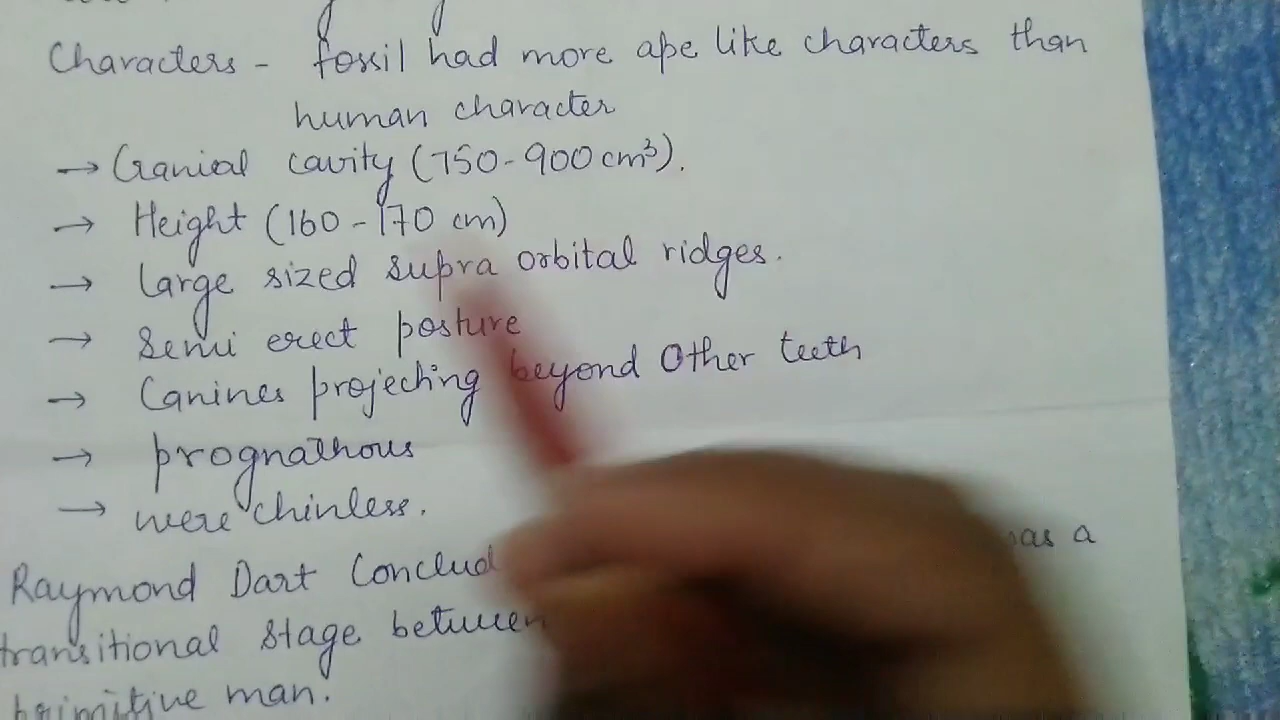 Characters - fossil had more ape like characters than
human character
→ Cranial cavity (750-900 cm³).
→ Height (160-170 cm)
→ Large sized supra orbital ridges.
→ Semi erect posture
→ Canines projecting beyond Other teeth
→ prognathous
→ were chinless.
Raymond Dart Conclud as a
transitional stage between
primitive man.